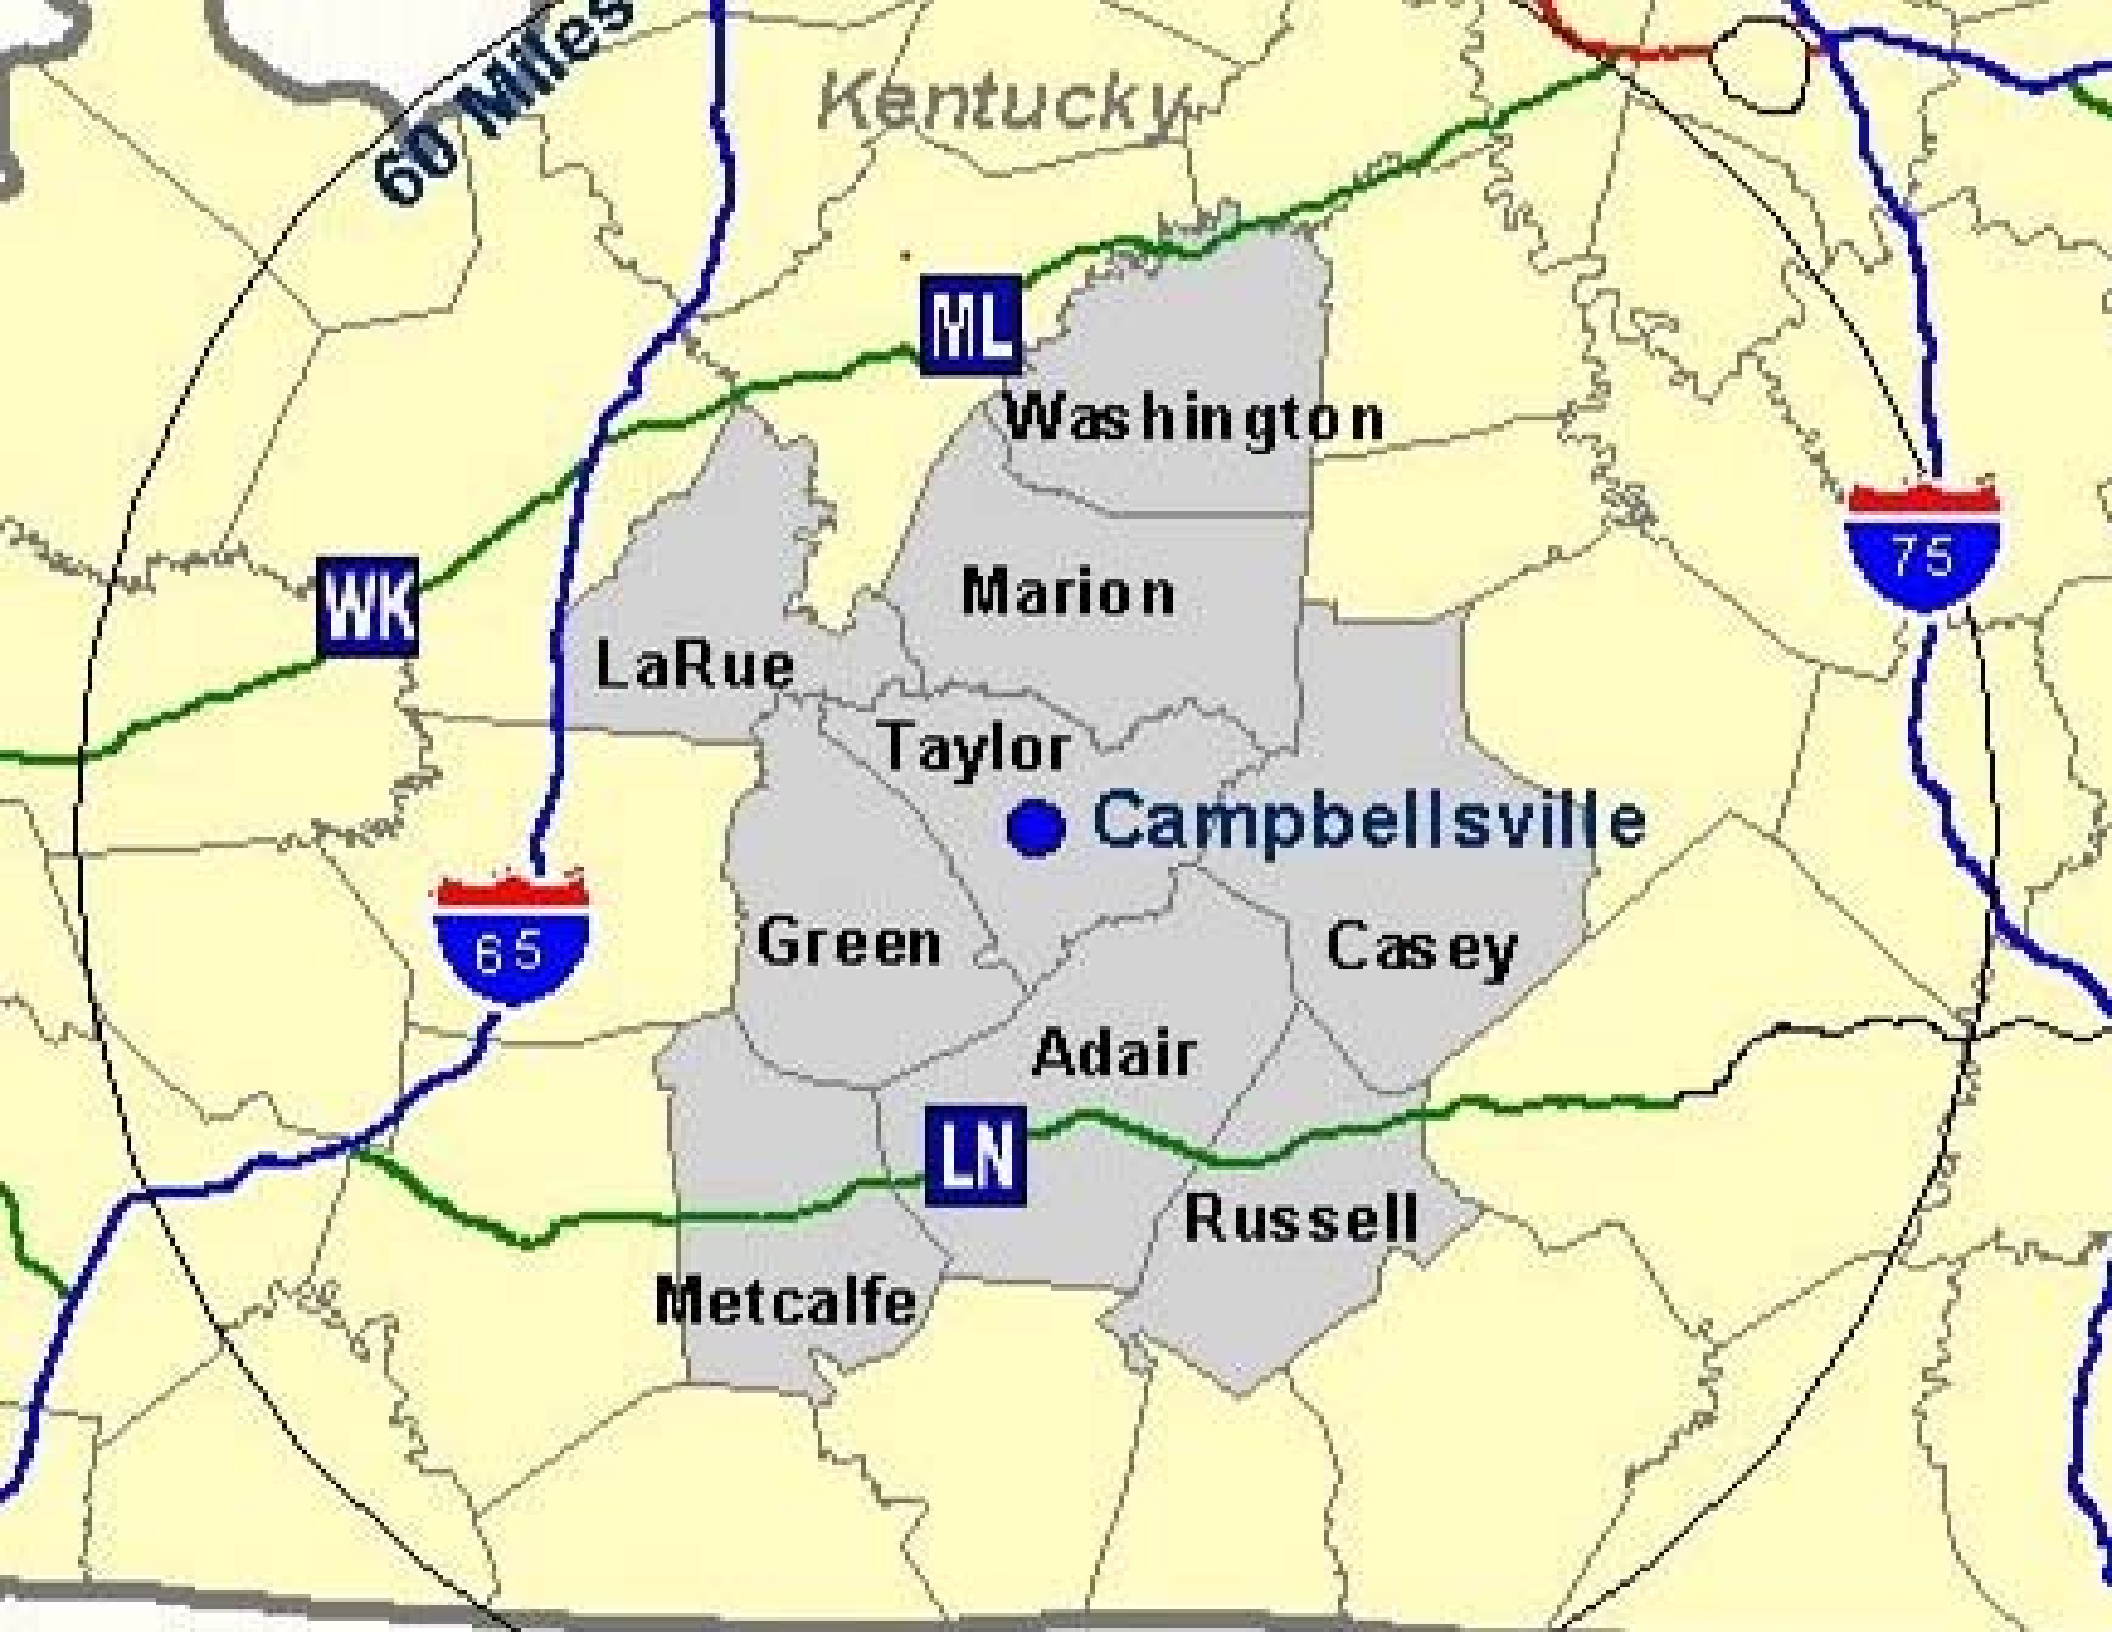 60 Miles
Kentucky
ML
Washington
75
WK
Marion
LaRue
Taylor
Campbellsville
65
Green
Casey
Adair
LN
Russell
Metcalfe